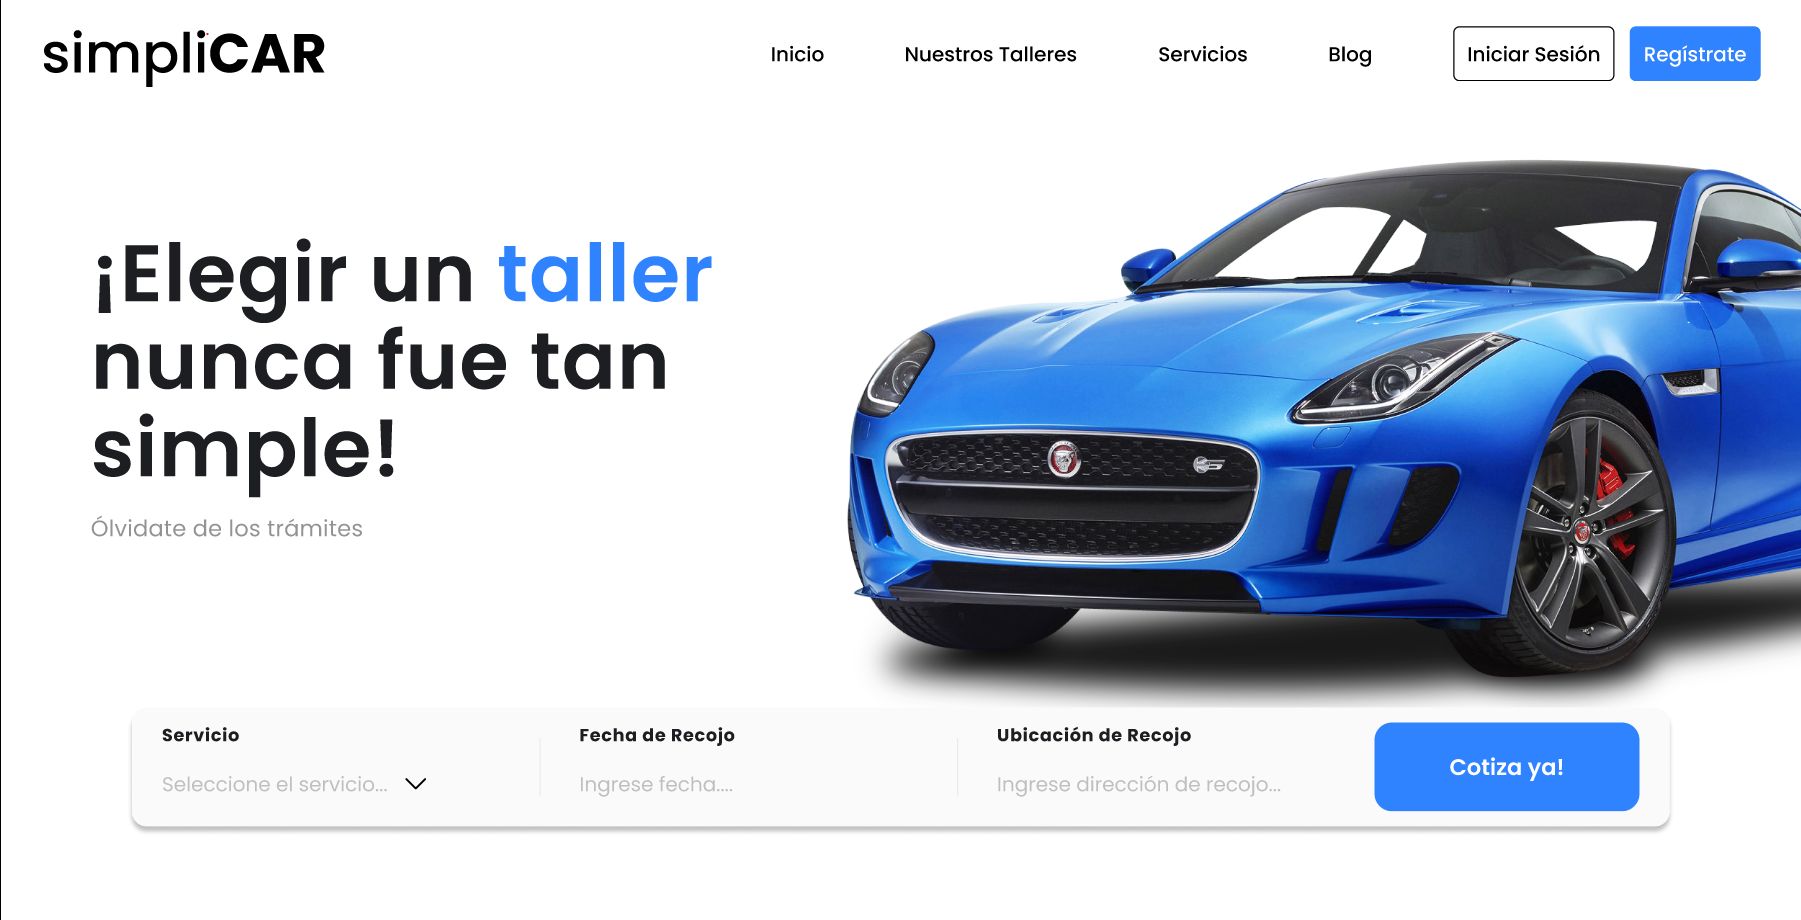 simpliCAR
Inicio
Nuestros Talleres
Servicios
Blog
Iniciar Sesión
Regístrate
¡Elegir un taller
nunca fue tan
simple!
Ólvidate de los trámites
Servicio
Fecha de Recojo
Ubicación de Recojo
Seleccione el servicio...
Ingrese fecha....
Ingrese dirección de recojo...
Cotiza ya!